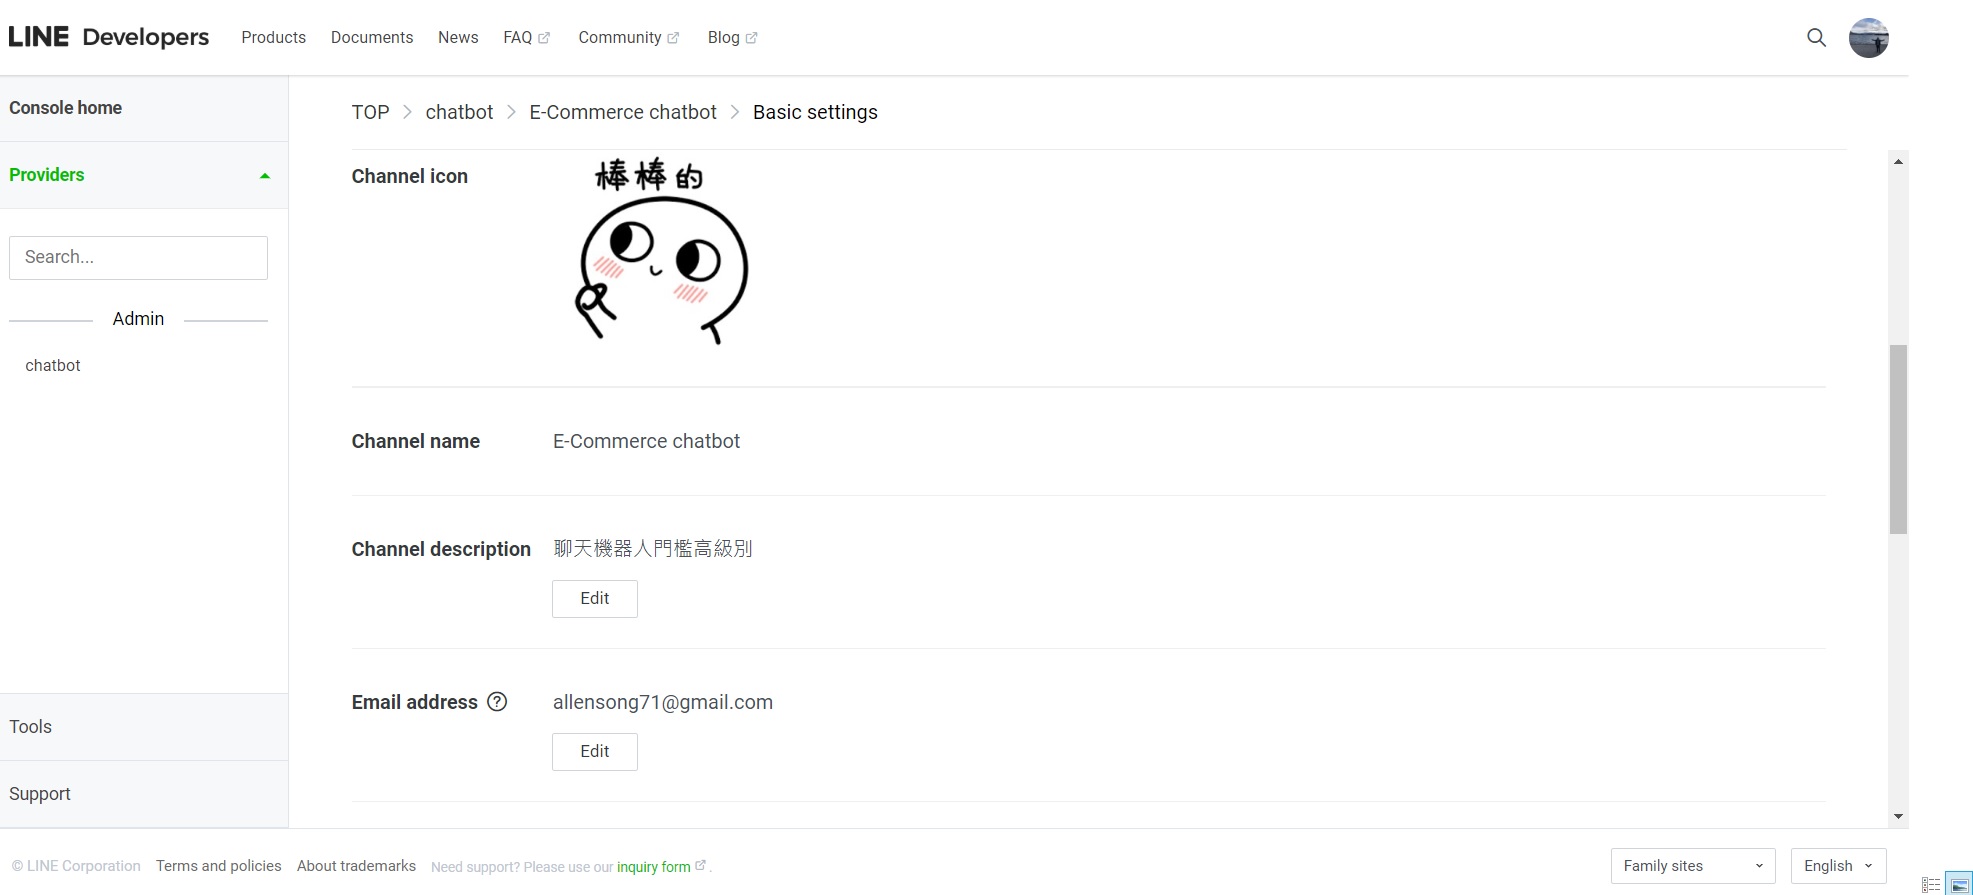 LINE Developers Products Documents News FAQ Community Blog
Console home
Providers
Search...
Admin
chatbot
Tools
Support
TOP > chatbot > E-Commerce chatbot > Basic settings
Channel icon
棒棒的
Channel name E-Commerce chatbot
Channel description 聊天機器人門檻高級別
Edit
Email address ? allensong71@gmail.com
Edit
© LINE Corporation Terms and policies About trademarks Need support? Please use our inquiry form .
Family sites English